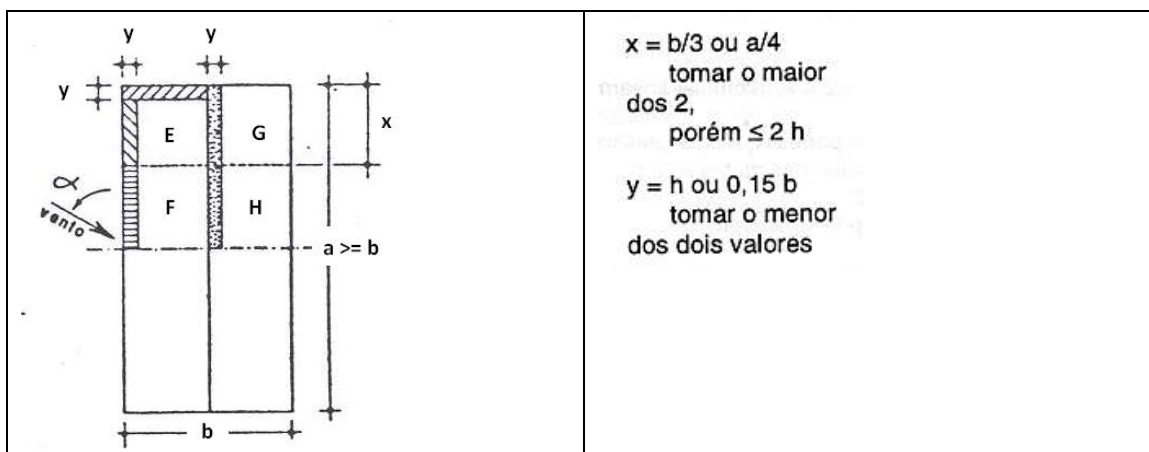 y
y
y
x
E
G
α
F
H
vento
a >= b
b
x = b/3 ou a/4
tomar o maior
dos 2,
porém ≤ 2 h
y = h ou 0,15 b
tomar o menor
dos dois valores